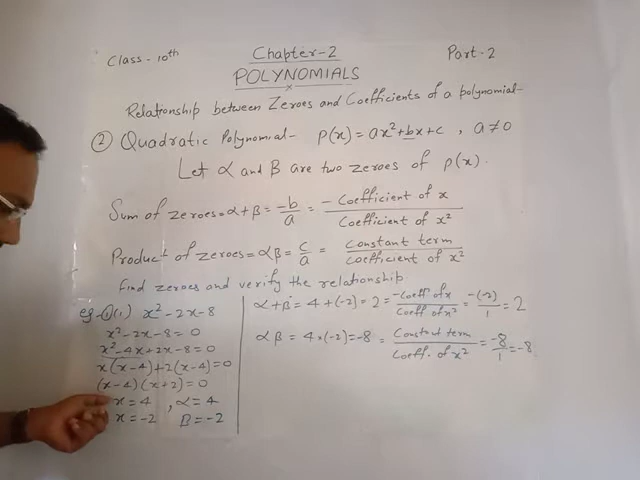 Class - 10th Chapter-2 Part-2
POLYNOMIALS
Relationship between Zeroes and Coefficients of a polynomial-
② Quadratic Polynomial- P(x) = ax² + bx + c , a ≠ 0
Let α and β are two zeroes of p(x).
Sum of zeroes = α + β = -b/a = - Coefficient of x / Coefficient of x²
Product of zeroes = αβ = c/a = Constant term / Coefficient of x²
find zeroes and verify the relationship
x² - 2x - 8
x² - 2x - 8 = 0
x² - 4x + 2x - 8 = 0
x(x - 4) + 2(x - 4) = 0
(x - 4)(x + 2) = 0
x = 4 , α = 4
x = -2 β = -2
α + β = 4 + (-2) = 2 = - Coeff. of x / Coeff of x² = -(-2)/1 = 2
αβ = 4 × (-2) = -8 = Constant term / Coeff. of x² = -8/1 = -8